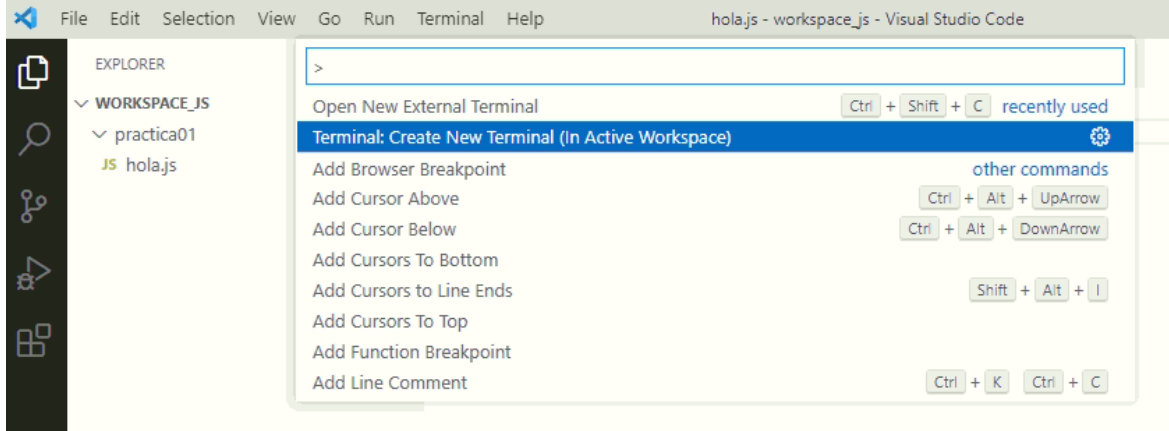 File Edit Selection View Go Run Terminal Help hola.js - workspace_js - Visual Studio Code
EXPLORER
WORKSPACE_JS
practica01
JS hola.js
>
Open New External Terminal Ctrl + Shift + C recently used
Terminal: Create New Terminal (In Active Workspace)
Add Browser Breakpoint other commands
Add Cursor Above Ctrl + Alt + UpArrow
Add Cursor Below Ctrl + Alt + DownArrow
Add Cursors To Bottom
Add Cursors to Line Ends Shift + Alt + I
Add Cursors To Top
Add Function Breakpoint
Add Line Comment Ctrl + K Ctrl + C